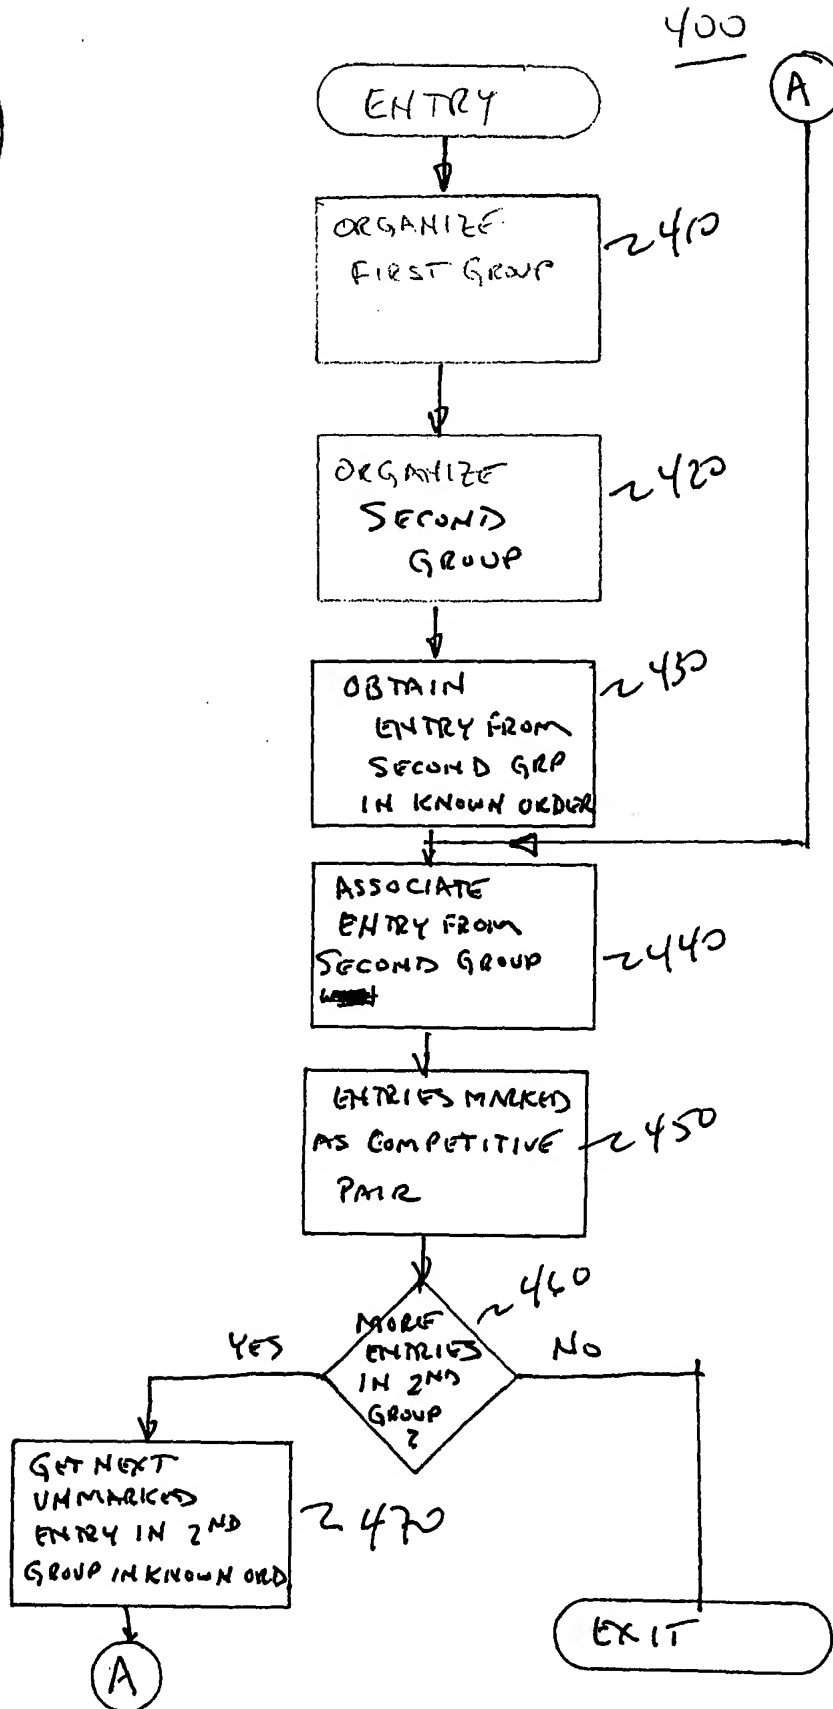 400
A
ENTRY
ORGANIZE
FIRST GROUP
410
ORGANIZE
SECOND
GROUP
420
OBTAIN
ENTRY FROM
SECOND GRP
IN KNOWN ORDER
430
ASSOCIATE
ENTRY FROM
SECOND GROUP
440
ENTRIES MARKED
AS COMPETITIVE
PAIR
450
MORE
ENTRIES
IN 2ND
GROUP
?
460
YES
NO
GET NEXT
UNMARKED
ENTRY IN 2ND
GROUP IN KNOWN ORD
470
A
EXIT